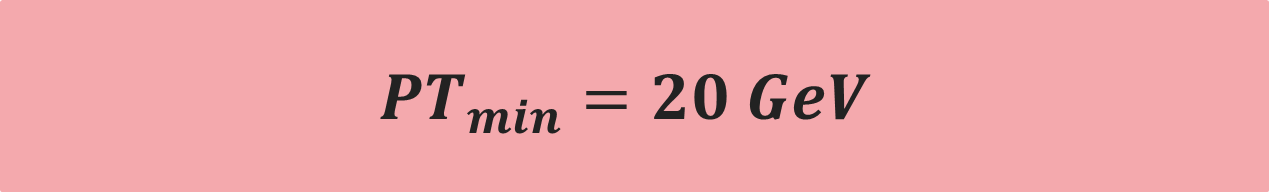 PT_min = 20 GeV